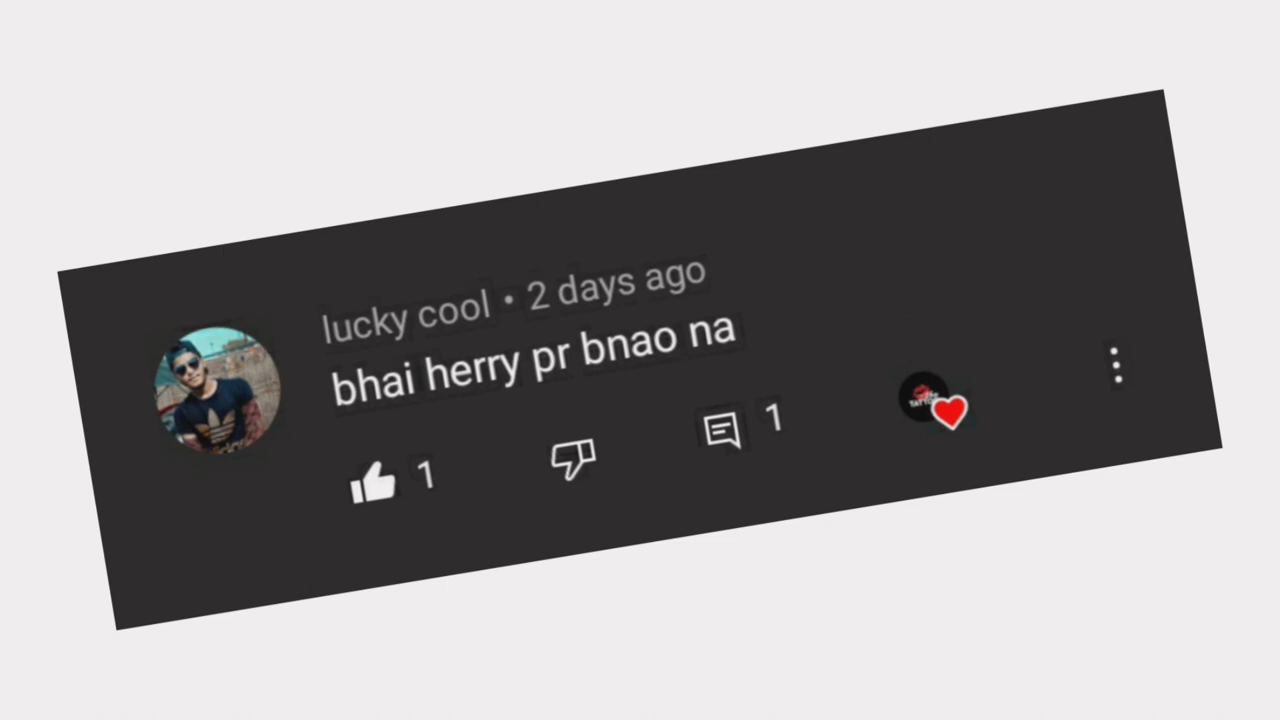 lucky cool • 2 days ago
bhai herry pr bnao na
1
1